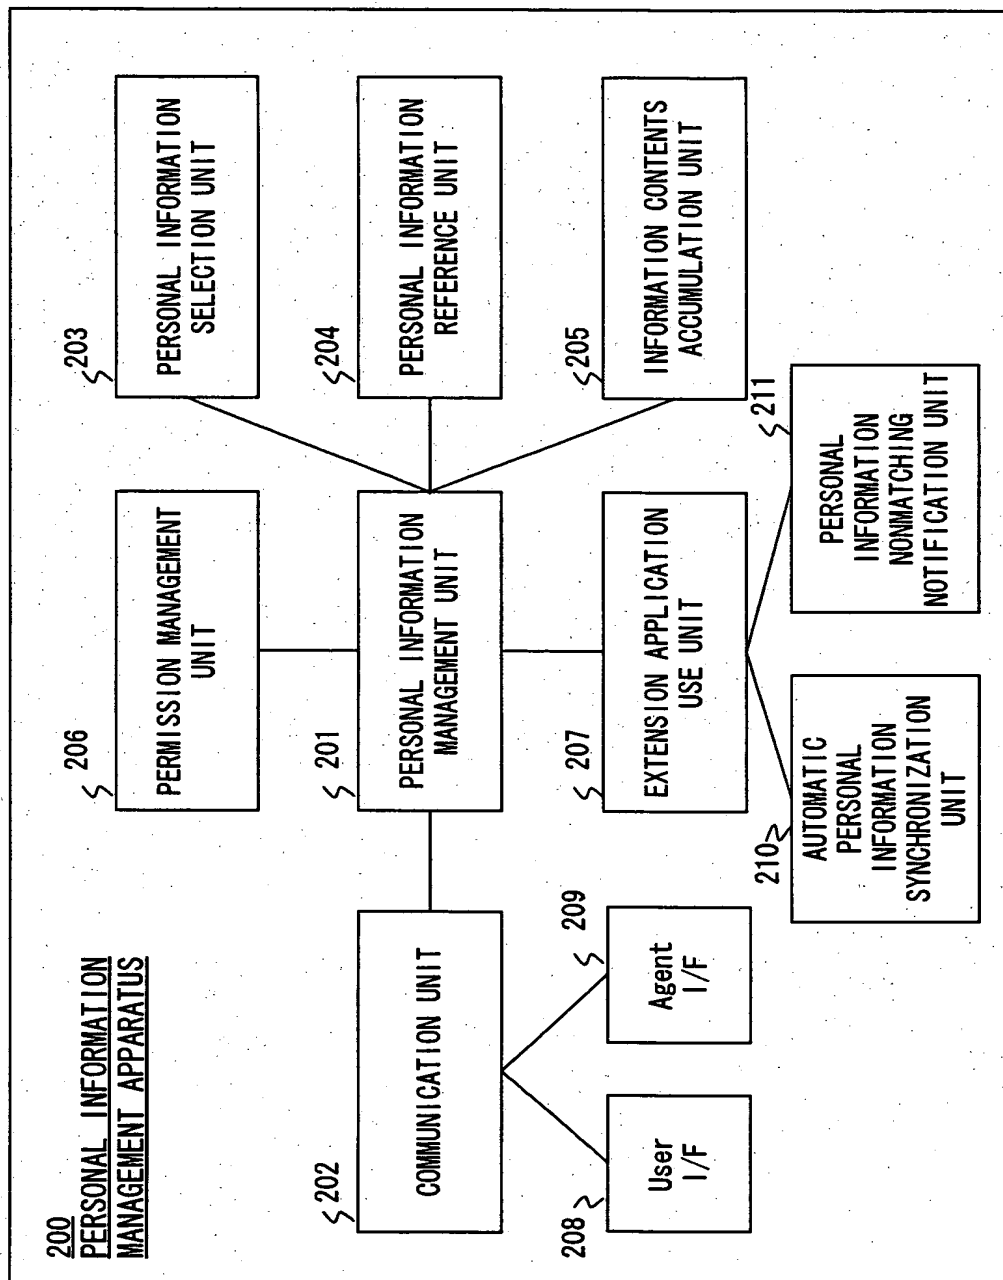 200
PERSONAL INFORMATION
MANAGEMENT APPARATUS
206
PERMISSION MANAGEMENT
UNIT
203
PERSONAL INFORMATION
SELECTION UNIT
202
COMMUNICATION UNIT
201
PERSONAL INFORMATION
MANAGEMENT UNIT
204
PERSONAL INFORMATION
REFERENCE UNIT
208
User
I/F
209
Agent
I/F
207
EXTENSION APPLICATION
USE UNIT
205
INFORMATION CONTENTS
ACCUMULATION UNIT
210
AUTOMATIC
PERSONAL
INFORMATION
SYNCHRONIZATION
UNIT
211
PERSONAL
INFORMATION
NONMATCHING
NOTIFICATION UNIT